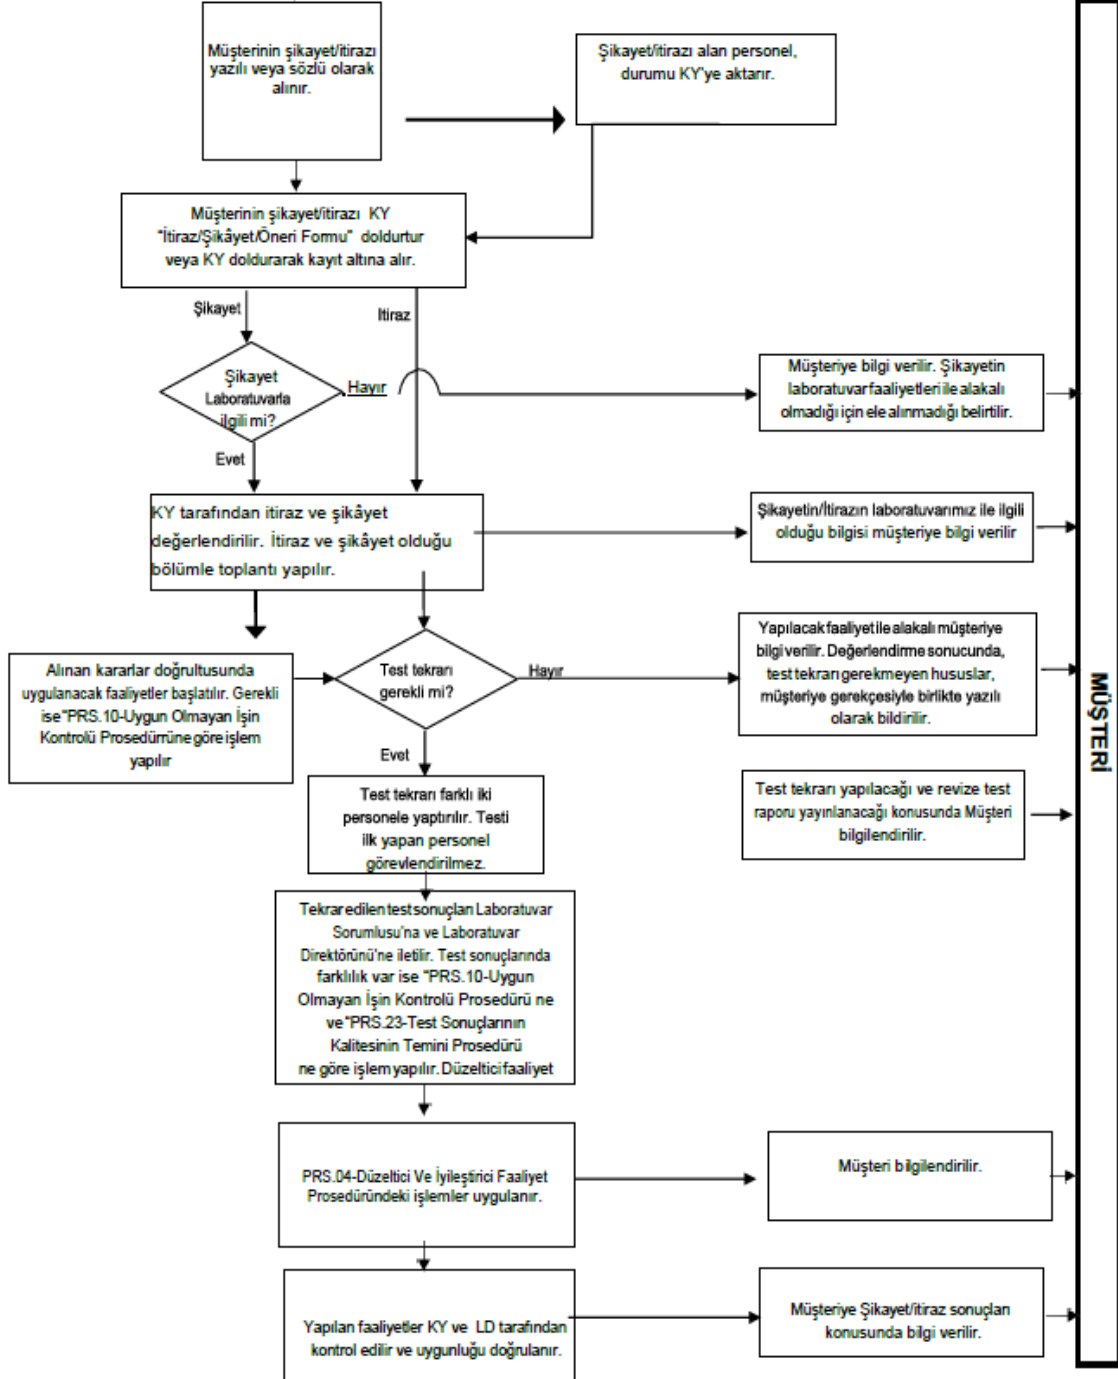 Müşterinin şikayet/itirazı
yazılı veya sözlü olarak
alınır.
Şikayet/itirazı alan personel,
durumu KY'ye aktarır.
Müşterinin şikayet/itirazı KY
"İtiraz/Şikâyet/Öneri Formu" doldurtur
veya KY doldurarak kayıt altına alır.
Şikayet
Itiraz
Şikayet
Laboratuvarla
ilgili mi?
Hayır
Müşteriye bilgi verilir. Şikayetin
laboratuvar faaliyetleri ile alakalı
olmadığı için ele alınmadığı belirtilir.
Evet
KY tarafından itiraz ve şikâyet
değerlendirilir. İtiraz ve şikâyet olduğu
bölümle toplantı yapılır.
Şikayetin/İtirazın laboratuvarımız ile ilgili
olduğu bilgisi müşteriye bilgi verilir
Alınan kararlar doğrultusunda
uygulanacak faaliyetler başlatılır. Gerekli
ise "PRS.10-Uygun Olmayan İşin
Kontrolü Prosedürrüne göre işlem
yapılır
Test tekrarı
gerekli mi?
Hayır
Yapılacak faaliyet ile alakalı müşteriye
bilgi verilir. Değerlendirme sonucunda,
test tekrarı gerekmeyen hususlar,
müşteriye gerekçesiyle birlikte yazılı
olarak bildirilir.
Evet
Test tekrarı farklı iki
personele yaptırılır. Testi
ilk yapan personel
görevlendirilmez.
Test tekrarı yapılacağı ve revize test
raporu yayınlanacağı konusunda Müşteri
bilgilendirilir.
Tekrar edilen test sonuçları Laboratuvar
Sorumlusu'na ve Laboratuvar
Direktörünü'ne iletilir. Test sonuçlarında
farklılık var ise "PRS.10-Uygun
Olmayan İşin Kontrolü Prosedürü ne
ve "PRS.23-Test Sonuçlarının
Kalitesinin Temini Prosedürü
ne göre işlem yapılır. Düzeltici faaliyet
PRS.04-Düzeltici Ve İyileştirici Faaliyet
Prosedüründeki işlemler uygulanır.
Müşteri bilgilendirilir.
Yapılan faaliyetler KY ve LD tarafından
kontrol edilir ve uygunluğu doğrulanır.
Müşteriye Şikayet/itiraz sonuçları
konusunda bilgi verilir.
MÜŞTERİ